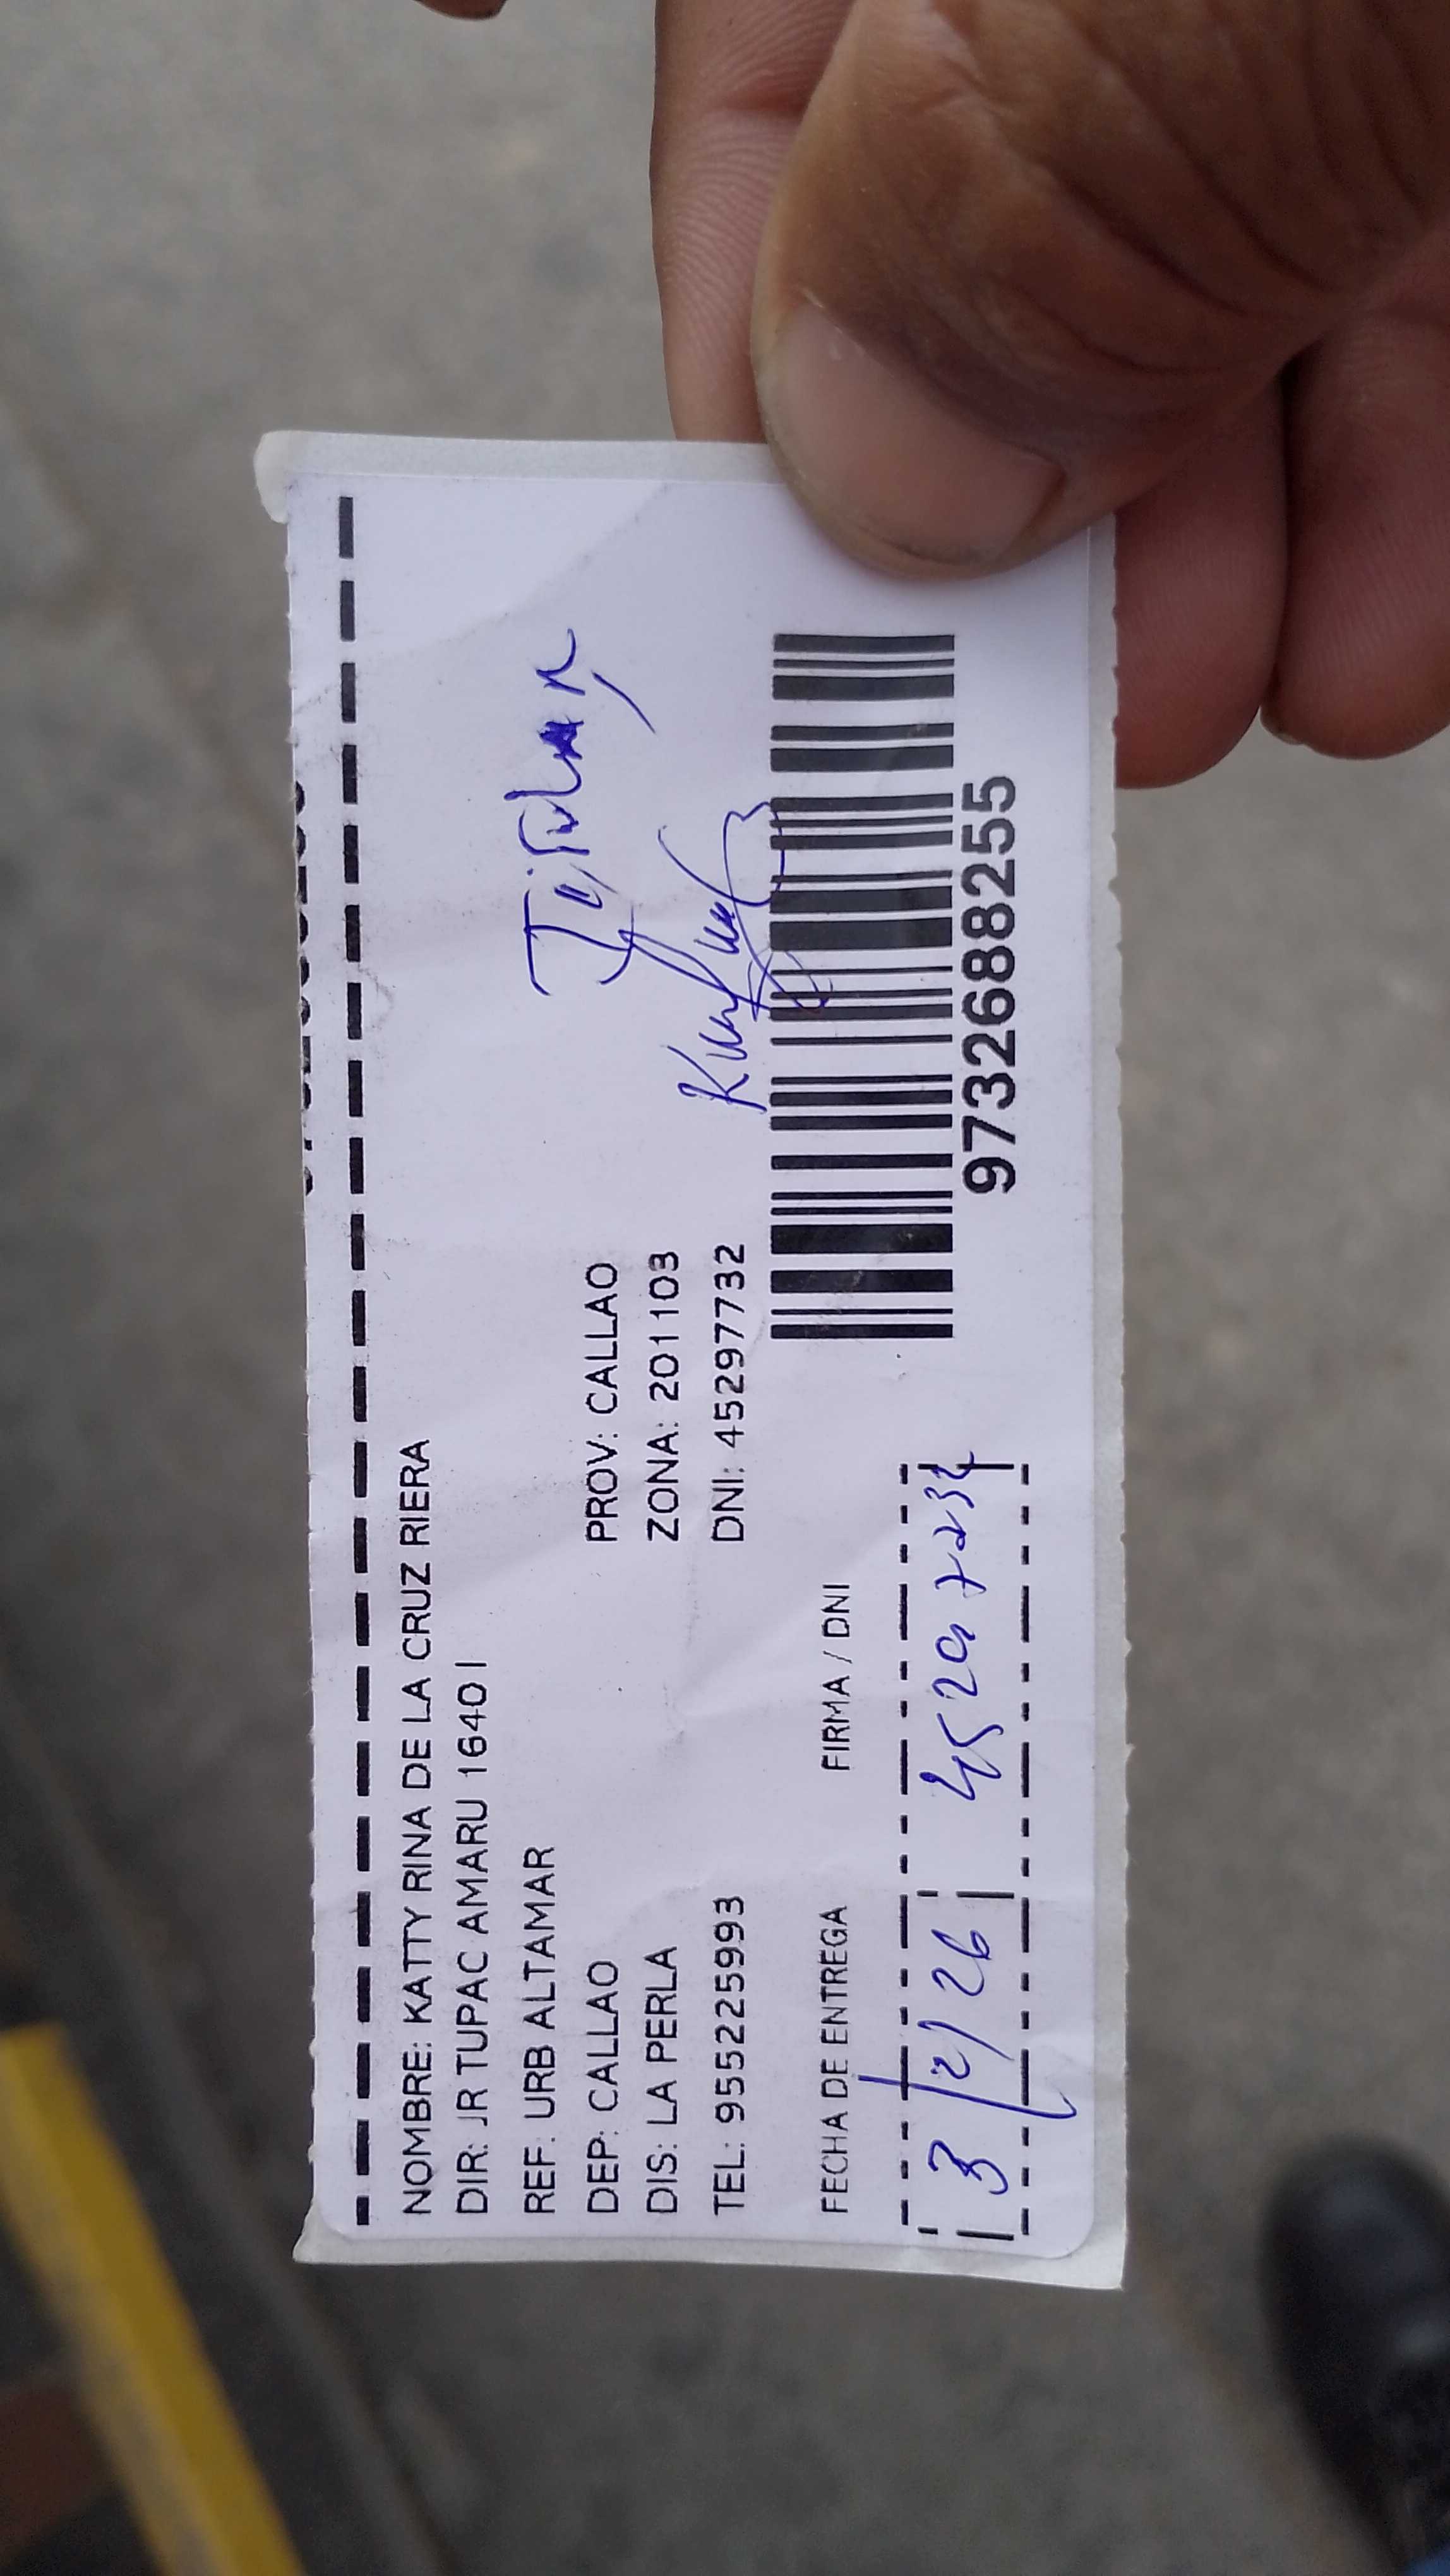 NOMBRE: KATTY RINA DE LA CRUZ RIERA
DIR: JR TUPAC AMARU 1640 I
REF: URB ALTAMAR
DEP: CALLAO PROV: CALLAO
DIS: LA PERLA ZONA: 201103
TEL: 955225993 DNI: 45297732
Titular
9732688255
FECHA DE ENTREGA FIRMA / DNI
3/2/26 45297732